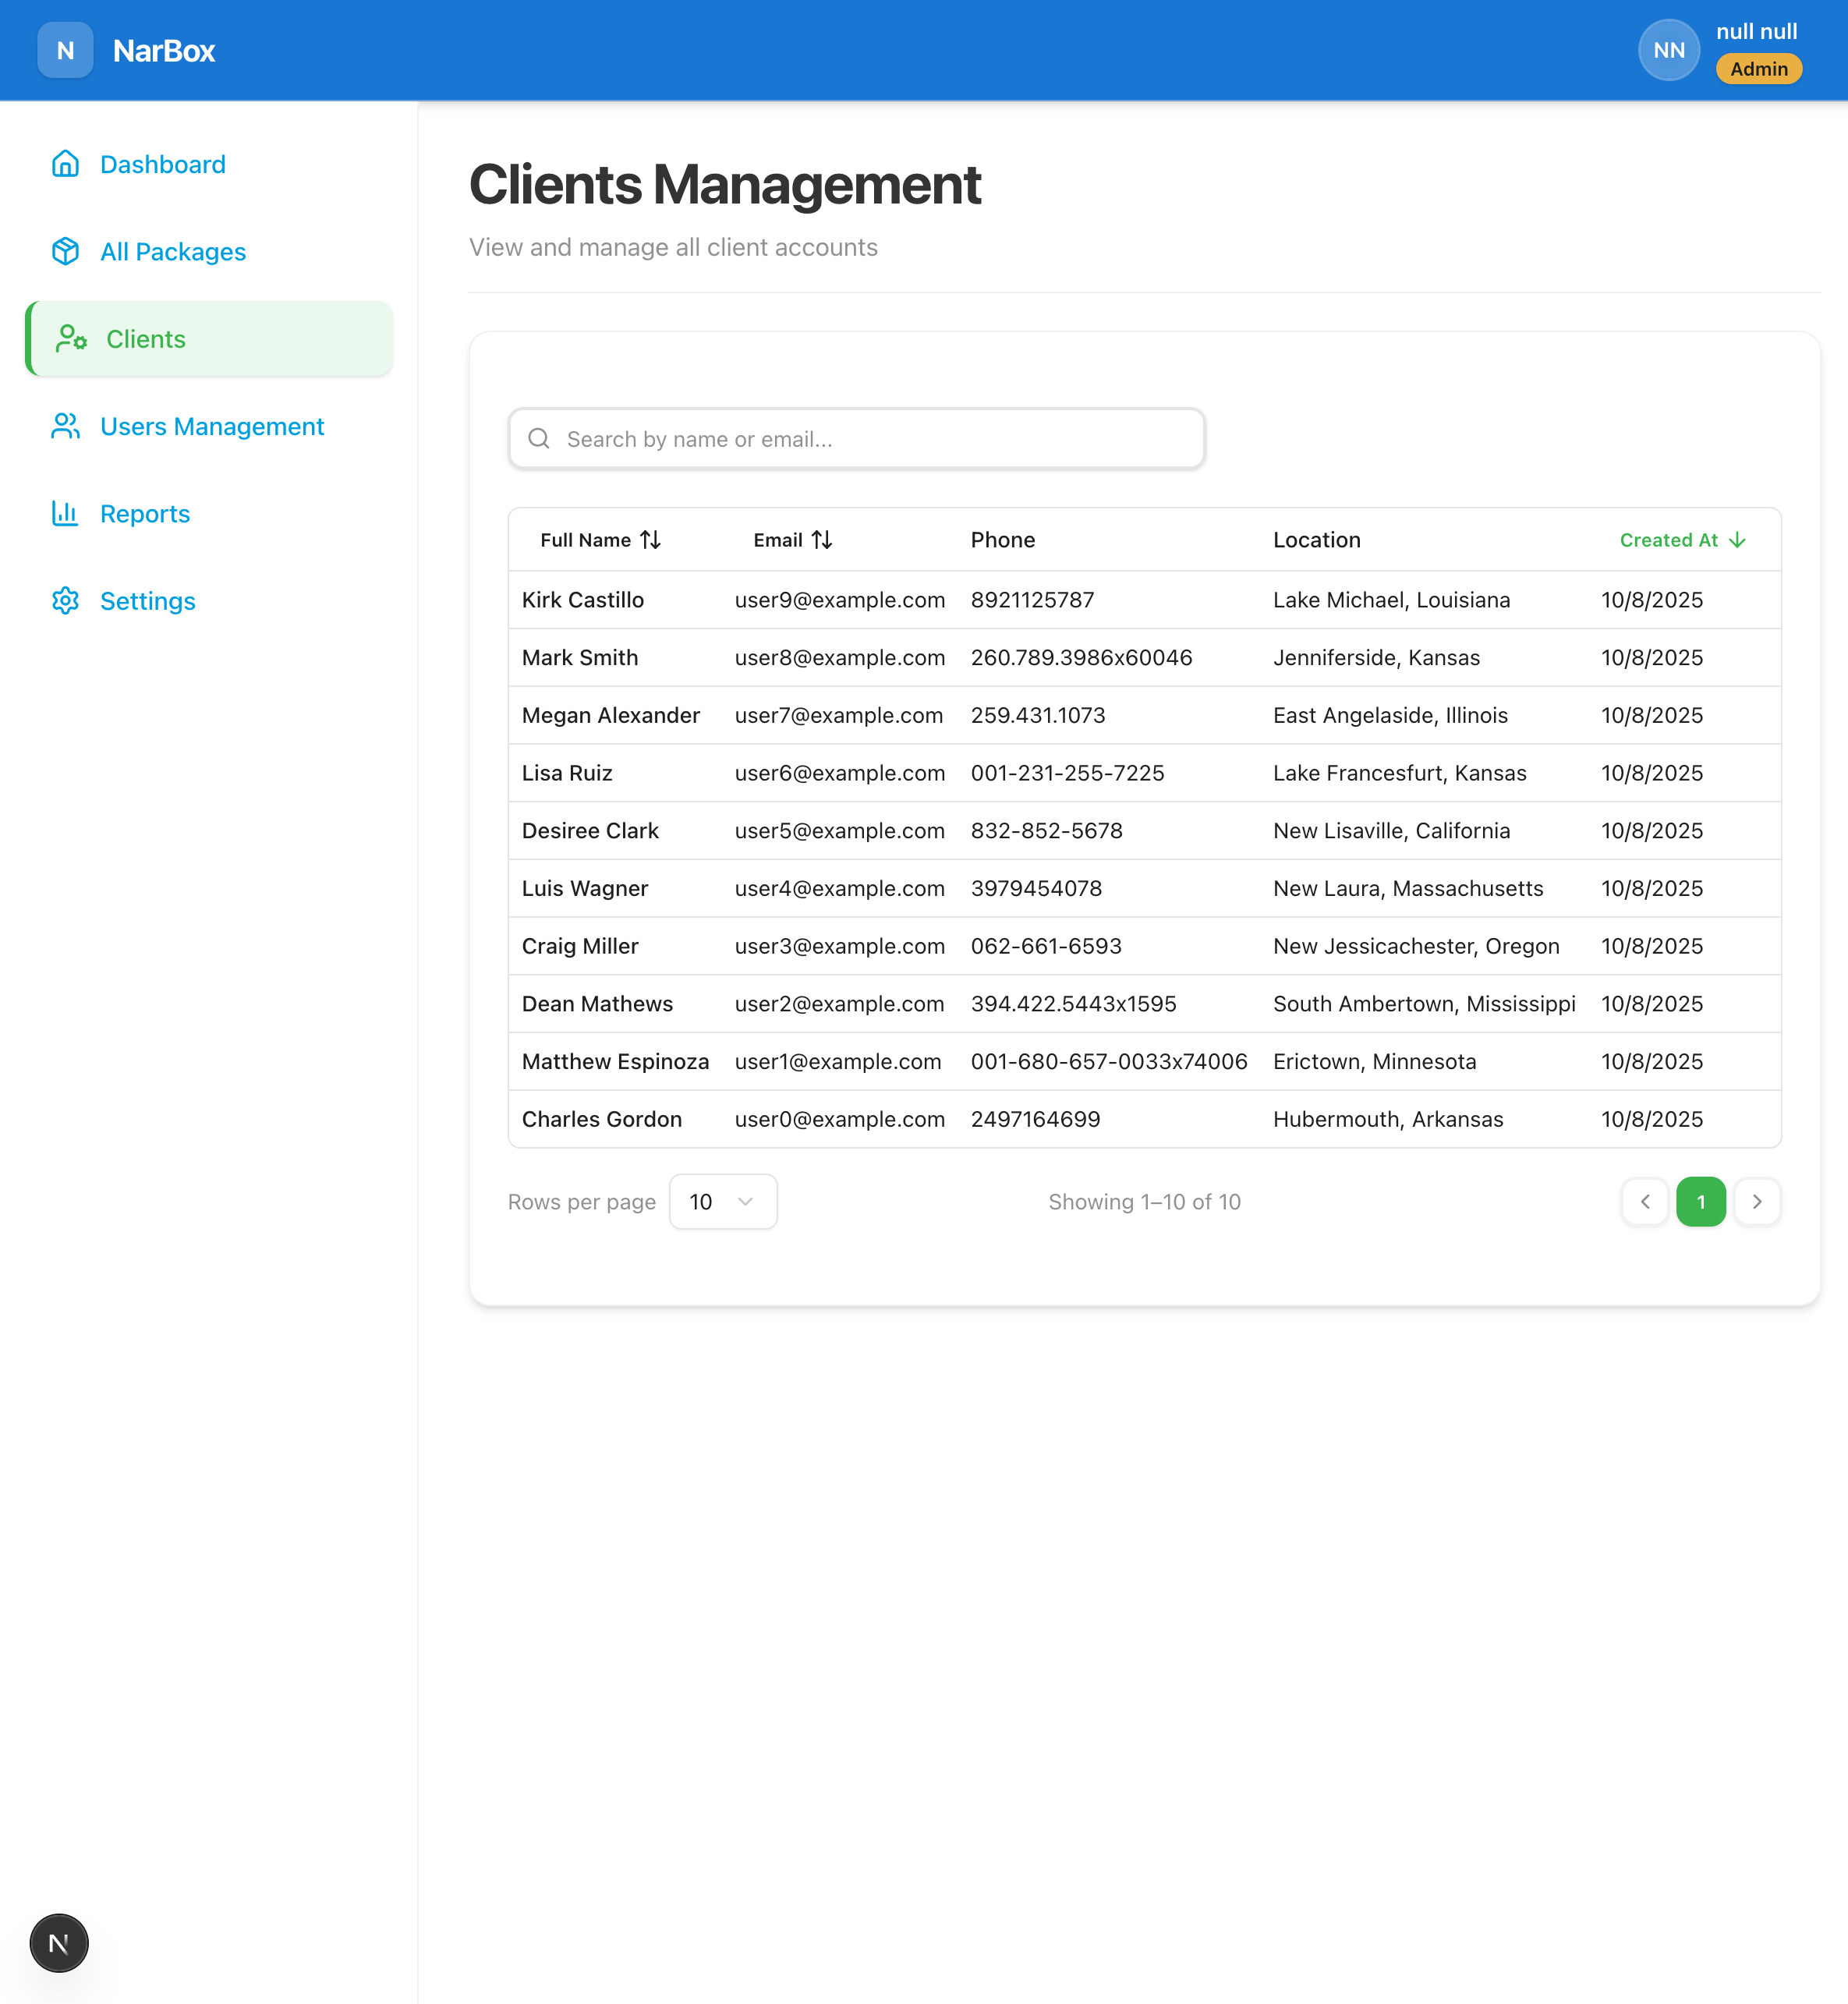 N NarBox
NN null null
Admin
Dashboard
All Packages
Clients
Users Management
Reports
Settings
Clients Management
View and manage all client accounts
Search by name or email...
Full Name Email Phone Location Created At
Kirk Castillo user9@example.com 8921125787 Lake Michael, Louisiana 10/8/2025
Mark Smith user8@example.com 260.789.3986x60046 Jenniferside, Kansas 10/8/2025
Megan Alexander user7@example.com 259.431.1073 East Angelaside, Illinois 10/8/2025
Lisa Ruiz user6@example.com 001-231-255-7225 Lake Francesfurt, Kansas 10/8/2025
Desiree Clark user5@example.com 832-852-5678 New Lisaville, California 10/8/2025
Luis Wagner user4@example.com 3979454078 New Laura, Massachusetts 10/8/2025
Craig Miller user3@example.com 062-661-6593 New Jessicachester, Oregon 10/8/2025
Dean Mathews user2@example.com 394.422.5443x1595 South Ambertown, Mississippi 10/8/2025
Matthew Espinoza user1@example.com 001-680-657-0033x74006 Erictown, Minnesota 10/8/2025
Charles Gordon user0@example.com 2497164699 Hubermouth, Arkansas 10/8/2025
Rows per page 10 Showing 1–10 of 10 1
N